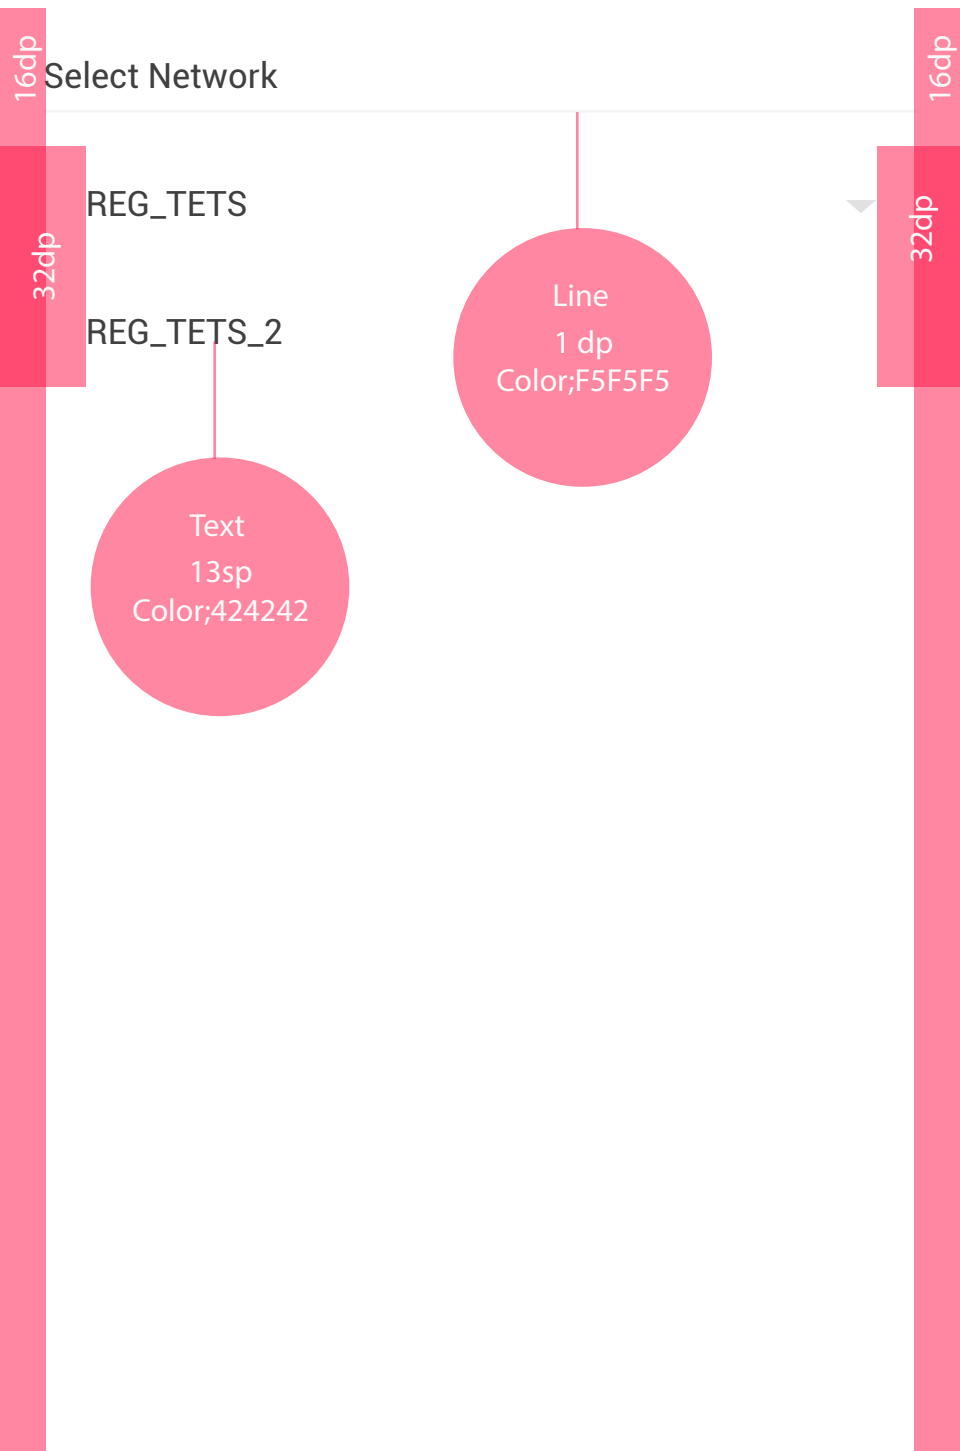 16dp
16dp
Select Network
REG_TETS
32dp
32dp
REG_TETS_2
Line
1 dp
Color;F5F5F5
Text
13sp
Color;424242